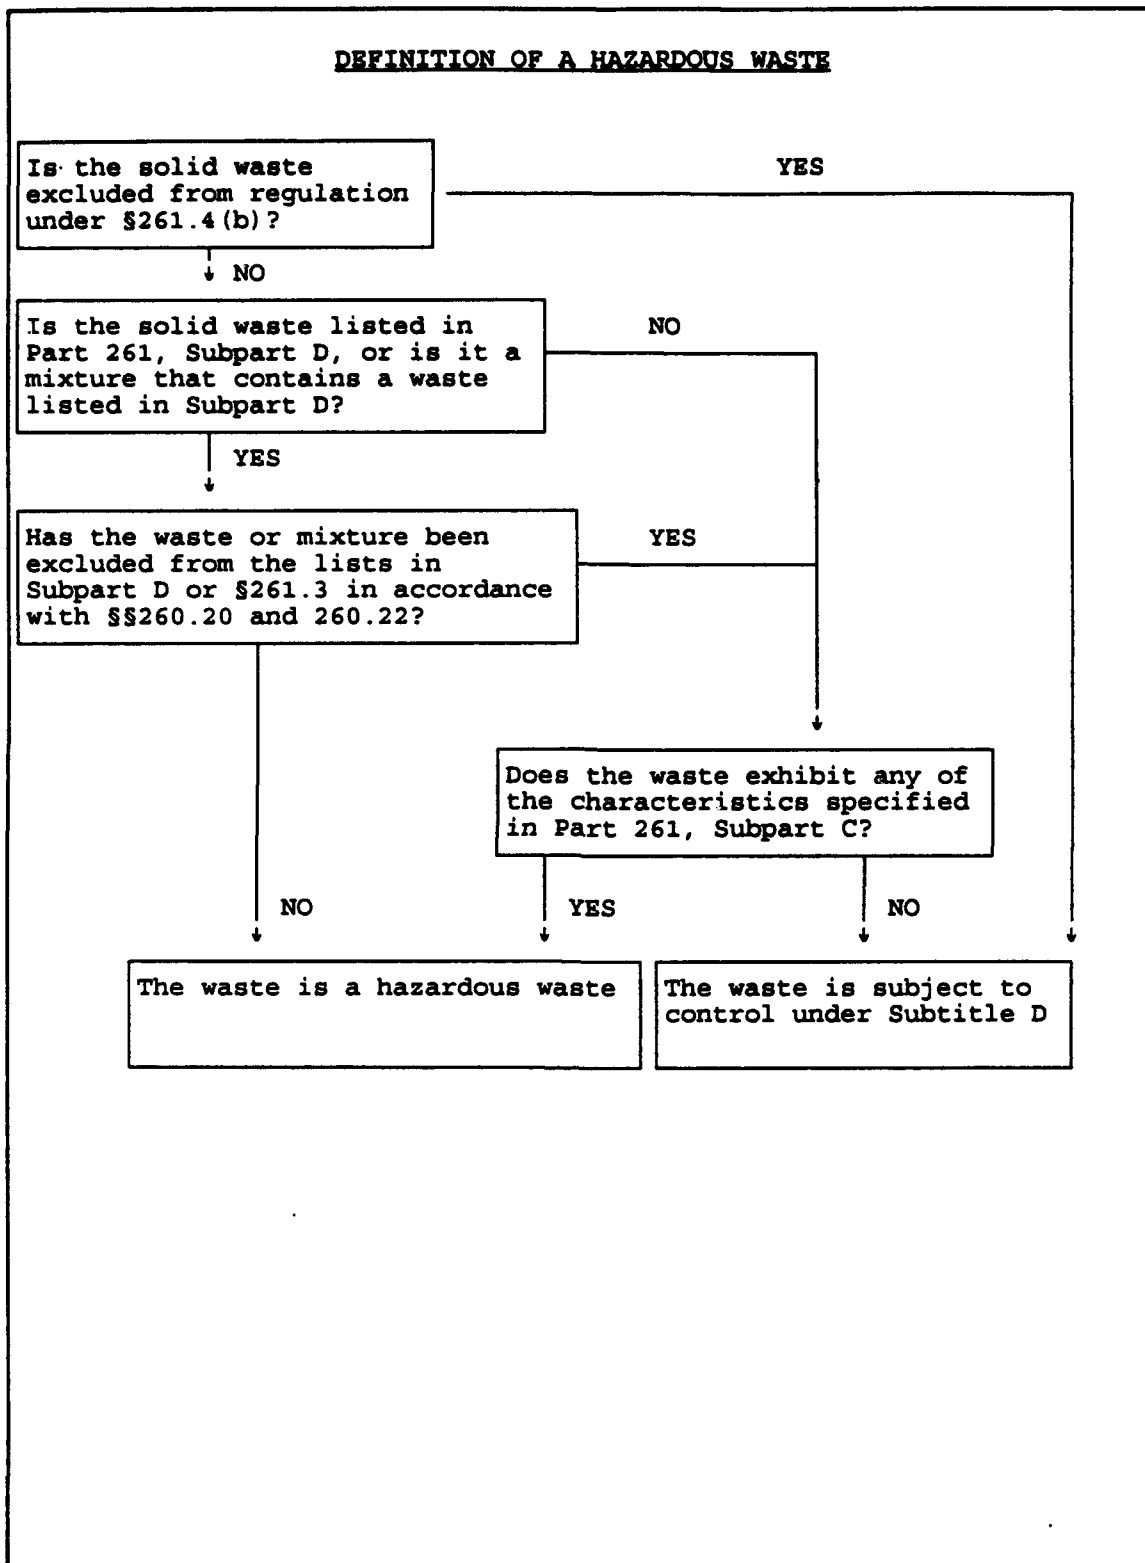 DEFINITION OF A HAZARDOUS WASTE
Is the solid waste
excluded from regulation
under §261.4(b)?
YES
NO
Is the solid waste listed in
Part 261, Subpart D, or is it a
mixture that contains a waste
listed in Subpart D?
NO
YES
Has the waste or mixture been
excluded from the lists in
Subpart D or §261.3 in accordance
with §§260.20 and 260.22?
YES
Does the waste exhibit any of
the characteristics specified
in Part 261, Subpart C?
NO
YES
NO
The waste is a hazardous waste
The waste is subject to
control under Subtitle D